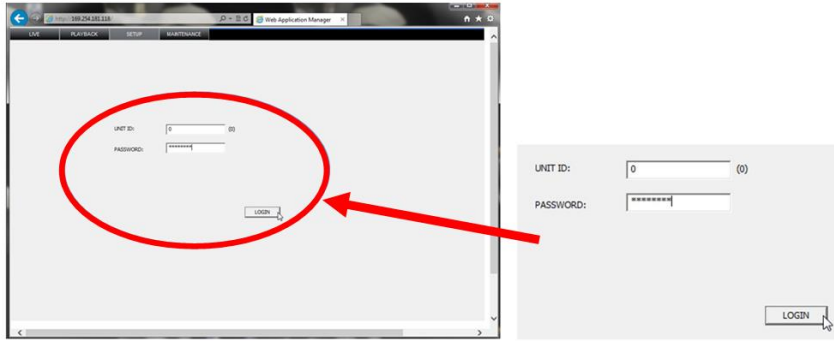 http://169.254.181.118/
Web Application Manager
LIVE PLAYBACK SETUP MAINTENANCE
UNIT ID: 0 (0)
PASSWORD: ********
LOGIN
UNIT ID: 0 (0)
PASSWORD: ********
LOGIN